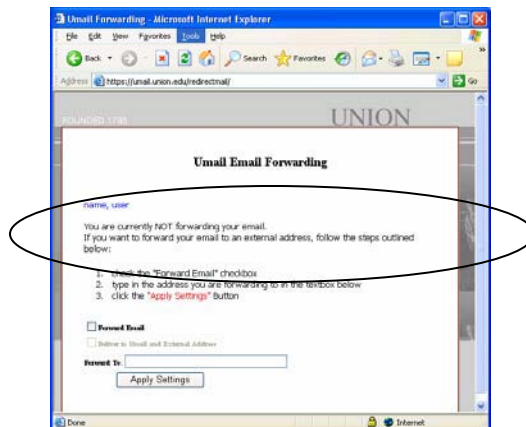 Umail Forwarding - Microsoft Internet Explorer
File Edit View Favorites Tools Help
Back Search Favorites
Address https://umail.union.edu/redirectmail/ Go
FOUNDED 1795 UNION
Umail Email Forwarding
name, user
You are currently NOT forwarding your email.
If you want to forward your email to an external address, follow the steps outlined
below:
1. check the "Forward Email" checkbox
2. type in the address you are forwarding to in the textbox below
3. click the "Apply Settings" Button
Forward Email
Deliver to Umail and External Address
Forward To:
Apply Settings
Done Internet